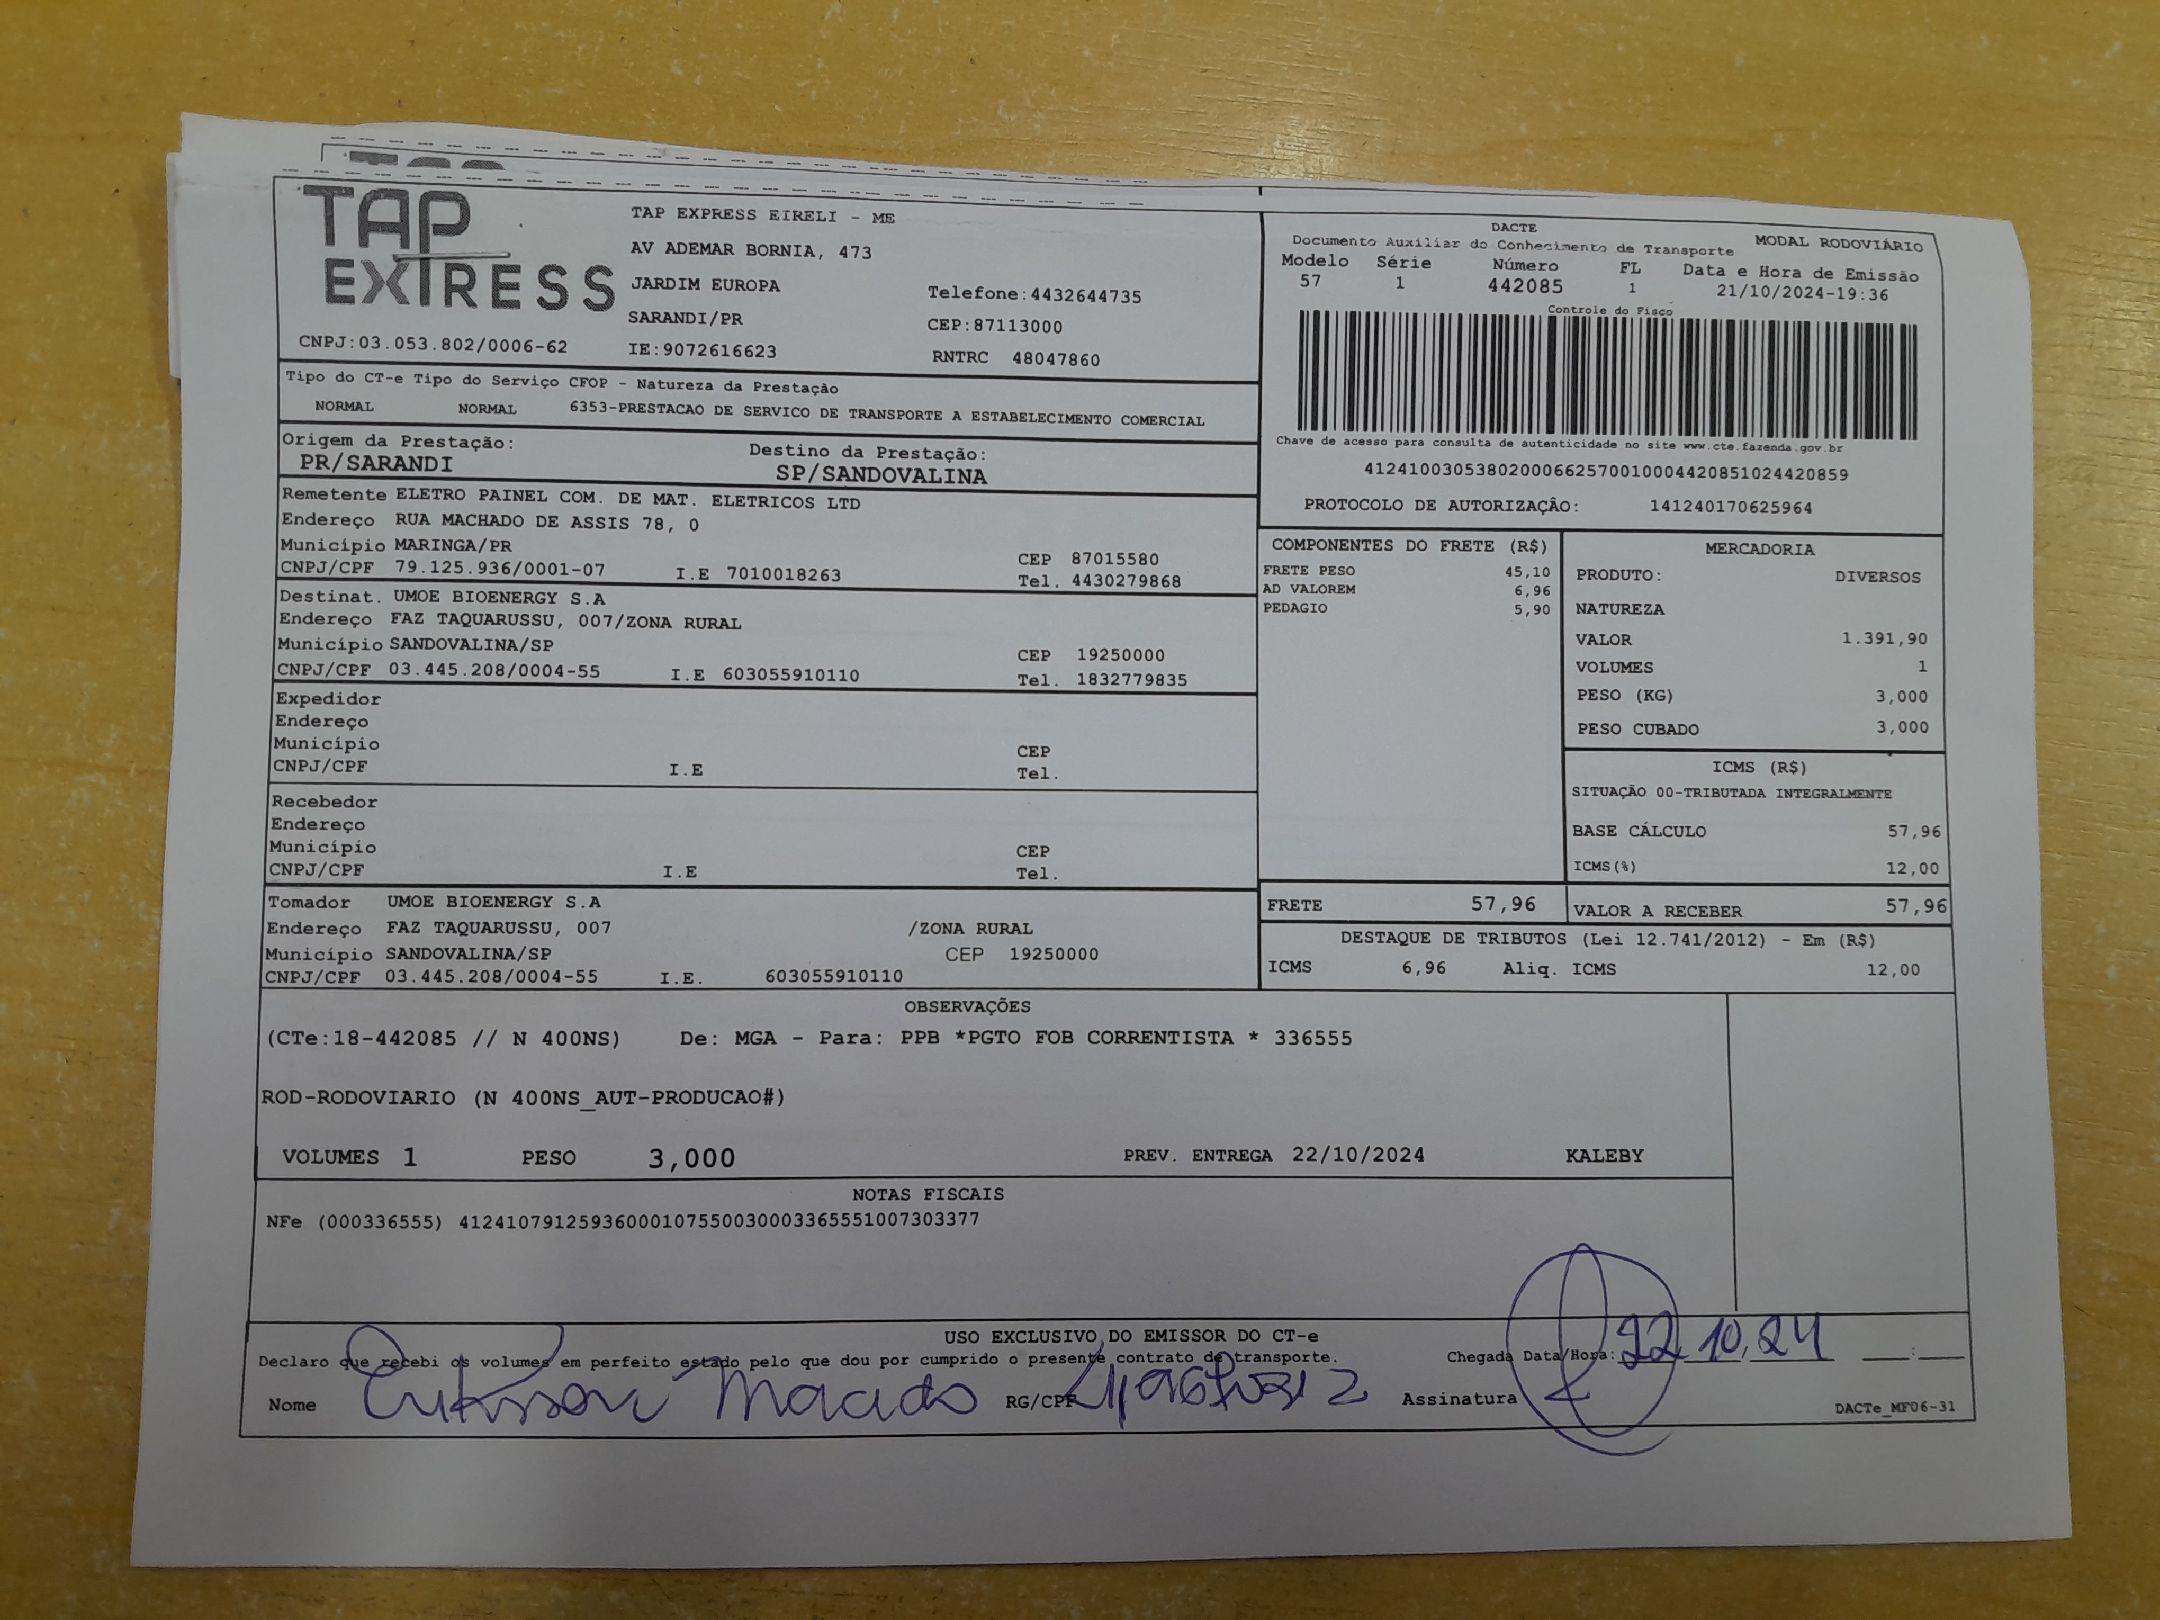 TAP
EXPRESS
CNPJ:03.053.802/0006-62
TAP EXPRESS EIRELI - ME
AV ADEMAR BORNIA, 473
JARDIM EUROPA
Telefone:4432644735
SARANDI/PR
CEP:87113000
IE:9072616623
RNTRC 48047860
DACTE
Documento Auxiliar do Conhecimento de Transporte
MODAL RODOVIÁRIO
Modelo Série Número FL Data e Hora de Emissão
57 1 442085 1 21/10/2024-19:36
Controle do Fisco
Chave de acesso para consulta de autenticidade no site www.cte.fazenda.gov.br
41241003053802000662570010004420851024420859
PROTOCOLO DE AUTORIZAÇÂO: 141240170625964
Tipo do CT-e Tipo do Serviço CFOP - Natureza da Prestação
NORMAL NORMAL 6353-PRESTACAO DE SERVICO DE TRANSPORTE A ESTABELECIMENTO COMERCIAL
Origem da Prestação:
PR/SARANDI
Destino da Prestação:
SP/SANDOVALINA
Remetente ELETRO PAINEL COM. DE MAT. ELETRICOS LTD
Endereço RUA MACHADO DE ASSIS 78, 0
Município MARINGA/PR CEP 87015580
CNPJ/CPF 79.125.936/0001-07 I.E 7010018263 Tel. 4430279868
Destinat. UMOE BIOENERGY S.A
Endereço FAZ TAQUARUSSU, 007/ZONA RURAL
Município SANDOVALINA/SP CEP 19250000
CNPJ/CPF 03.445.208/0004-55 I.E 603055910110 Tel. 1832779835
Expedidor
Endereço
Município CEP
CNPJ/CPF I.E Tel.
Recebedor
Endereço
Município CEP
CNPJ/CPF I.E Tel.
Tomador UMOE BIOENERGY S.A
Endereço FAZ TAQUARUSSU, 007 /ZONA RURAL
Município SANDOVALINA/SP CEP 19250000
CNPJ/CPF 03.445.208/0004-55 I.E. 603055910110
COMPONENTES DO FRETE (R$)
FRETE PESO 45,10
AD VALOREM 6,96
PEDAGIO 5,90
MERCADORIA
PRODUTO: DIVERSOS
NATUREZA
VALOR 1.391,90
VOLUMES 1
PESO (KG) 3,000
PESO CUBADO 3,000
ICMS (R$)
SITUAÇÃO 00-TRIBUTADA INTEGRALMENTE
BASE CÁLCULO 57,96
ICMS(%) 12,00
FRETE 57,96
VALOR A RECEBER 57,96
DESTAQUE DE TRIBUTOS (Lei 12.741/2012) - Em (R$)
ICMS 6,96 Aliq. ICMS 12,00
OBSERVAÇÕES
(CTe:18-442085 // N 400NS) De: MGA - Para: PPB *PGTO FOB CORRENTISTA * 336555
ROD-RODOVIARIO (N 400NS_AUT-PRODUCAO#)
VOLUMES 1 PESO 3,000 PREV. ENTREGA 22/10/2024 KALEBY
NOTAS FISCAIS
NFe (000336555) 41241079125936000107550030003365551007303377
USO EXCLUSIVO DO EMISSOR DO CT-e
Declaro que recebi os volumes em perfeito estado pelo que dou por cumprido o presente contrato de transporte.
Chegada Data/Hora: 22 10.24 :
Nome Macedo RG/CPF Assinatura
DACTe_MF06-31